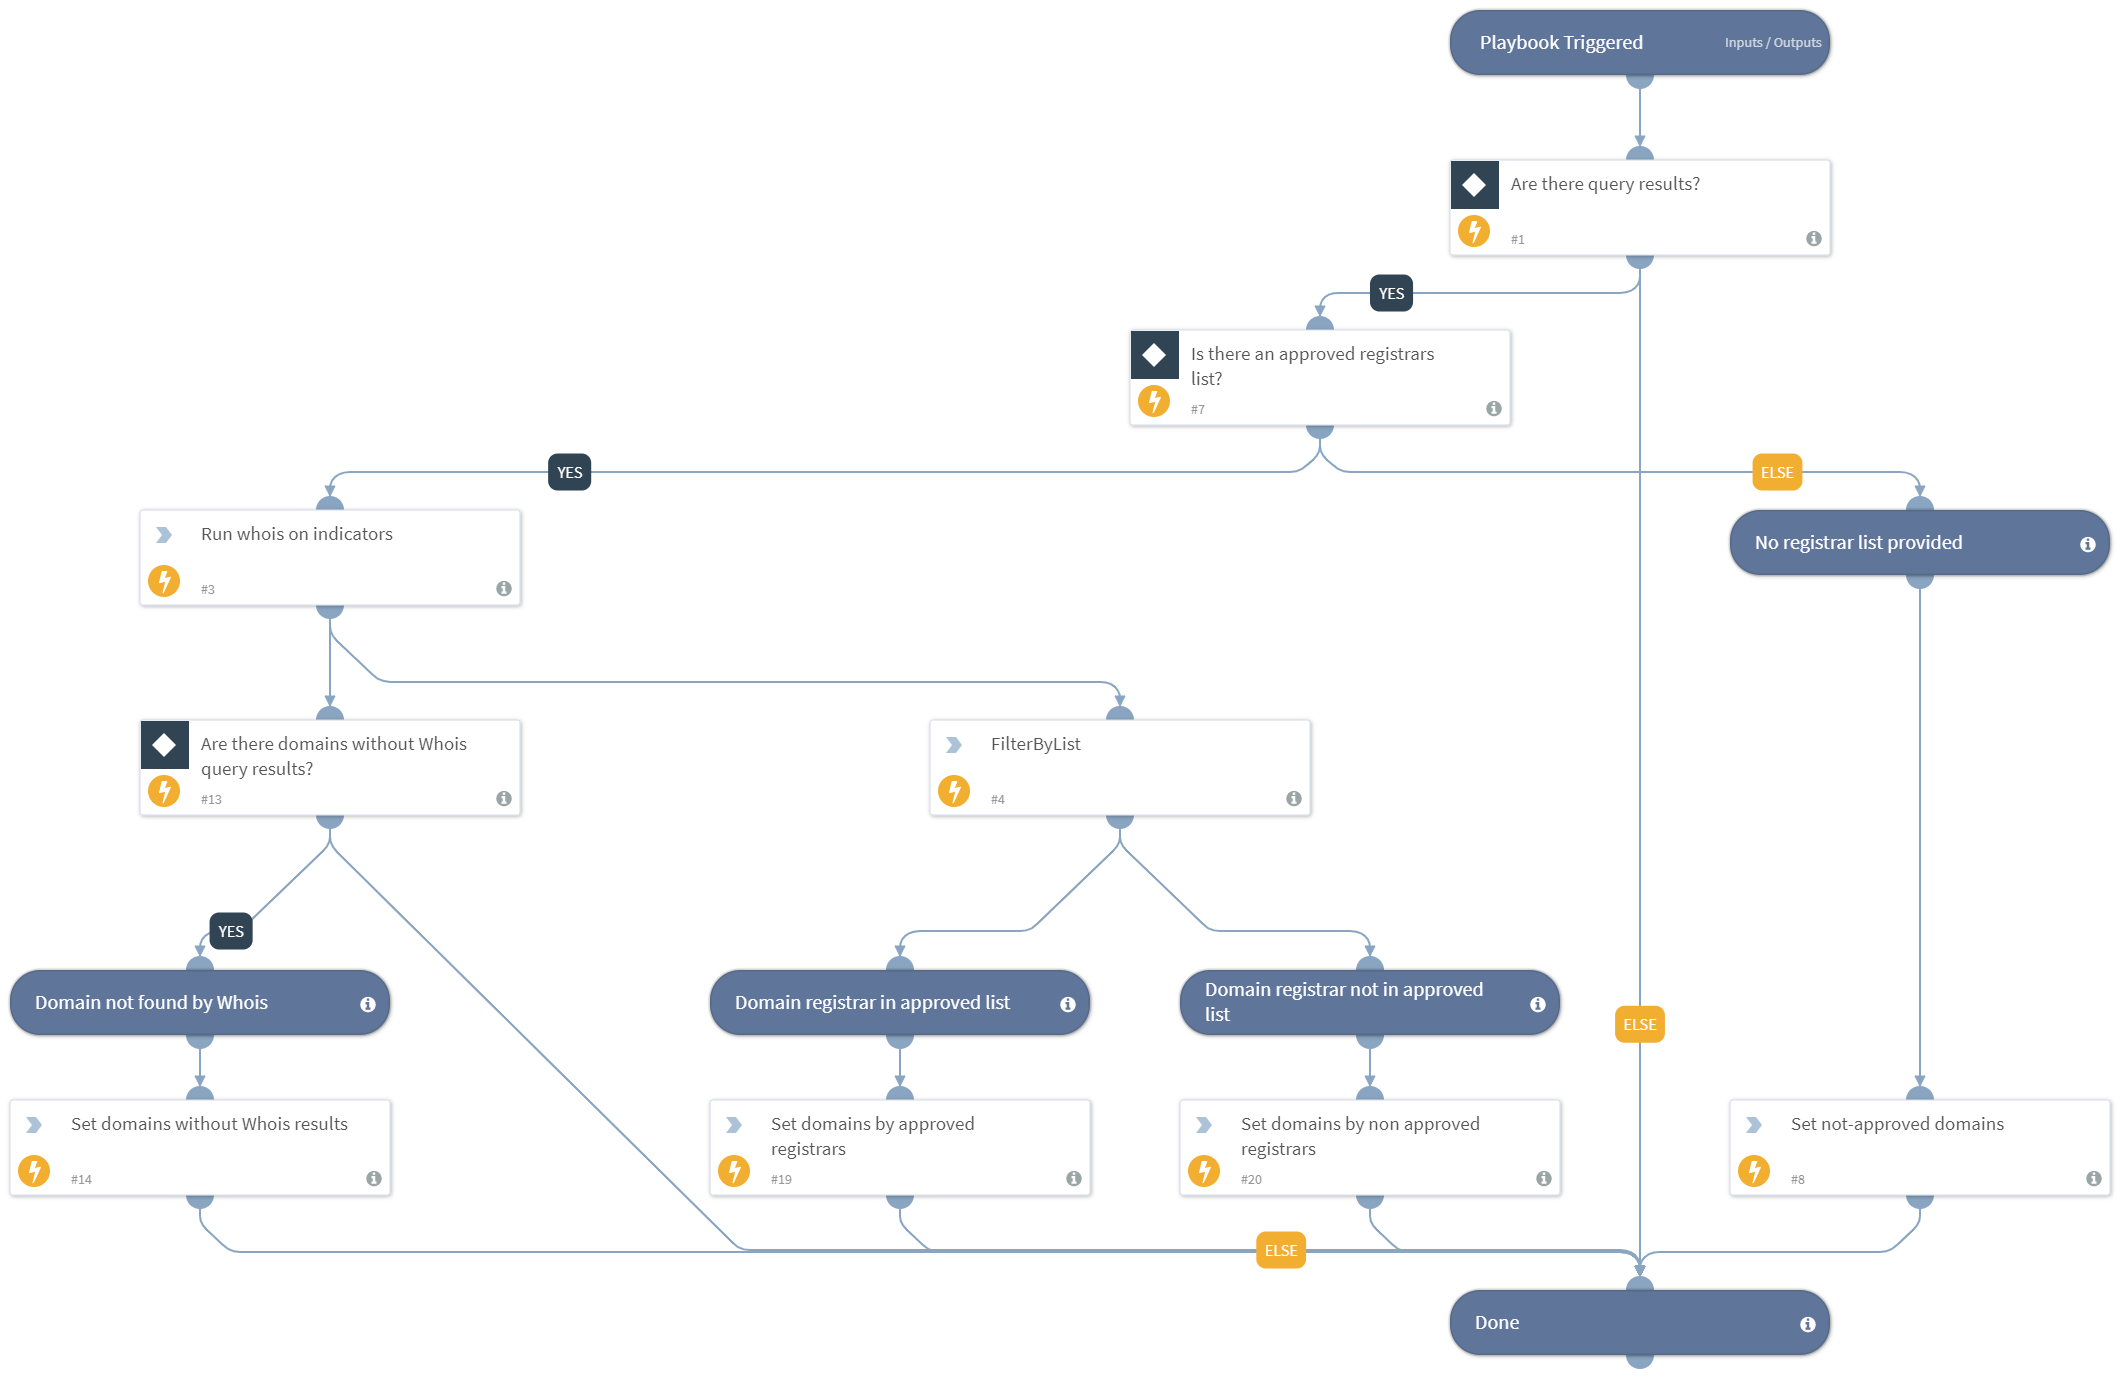 Playbook Triggered
Inputs / Outputs
Are there query results?
#1
YES
Is there an approved registrars
list?
#7
YES
ELSE
Run whois on indicators
#3
No registrar list provided
Are there domains without Whois
query results?
#13
FilterByList
#4
YES
Domain not found by Whois
Domain registrar in approved list
Domain registrar not in approved
list
ELSE
Set domains without Whois results
#14
Set domains by approved
registrars
#19
Set domains by non approved
registrars
#20
Set not-approved domains
#8
ELSE
Done